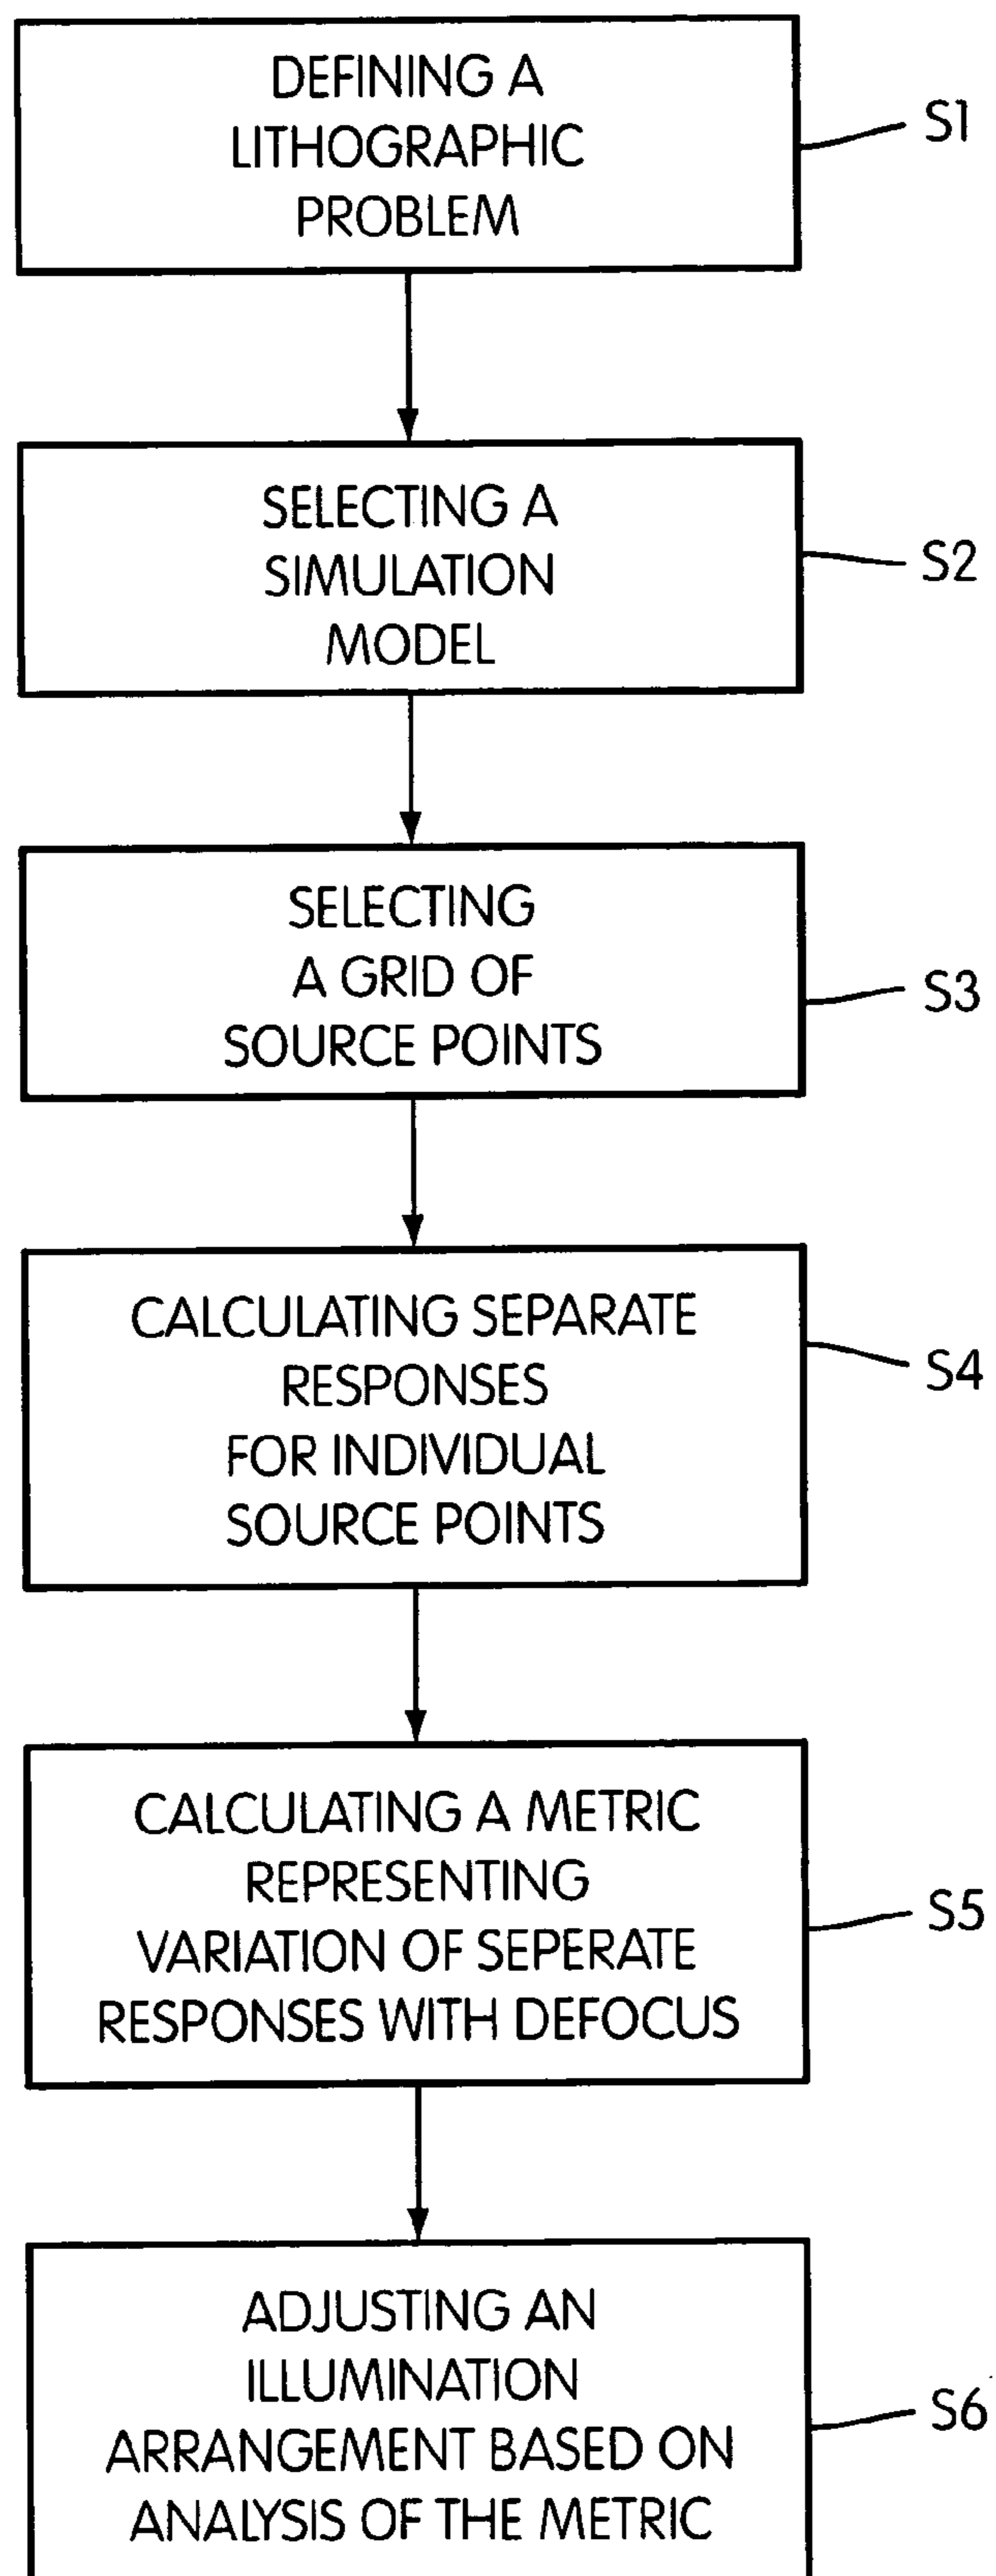 DEFINING A
LITHOGRAPHIC
PROBLEM
S1
SELECTING A
SIMULATION
MODEL
S2
SELECTING
A GRID OF
SOURCE POINTS
S3
CALCULATING SEPARATE
RESPONSES
FOR INDIVIDUAL
SOURCE POINTS
S4
CALCULATING A METRIC
REPRESENTING
VARIATION OF SEPERATE
RESPONSES WITH DEFOCUS
S5
ADJUSTING AN
ILLUMINATION
ARRANGEMENT BASED ON
ANALYSIS OF THE METRIC
S6